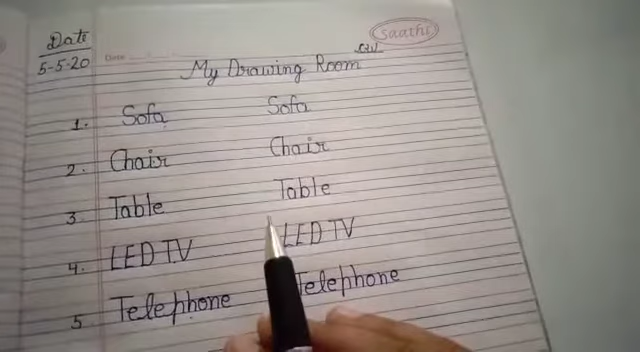 Date
5-5-20
Saathi
Date
C.W
My Drawing Room
1. Sofa Sofa
2. Chair Chair
3. Table Table
4. LED TV LED TV
5. Telephone Telephone